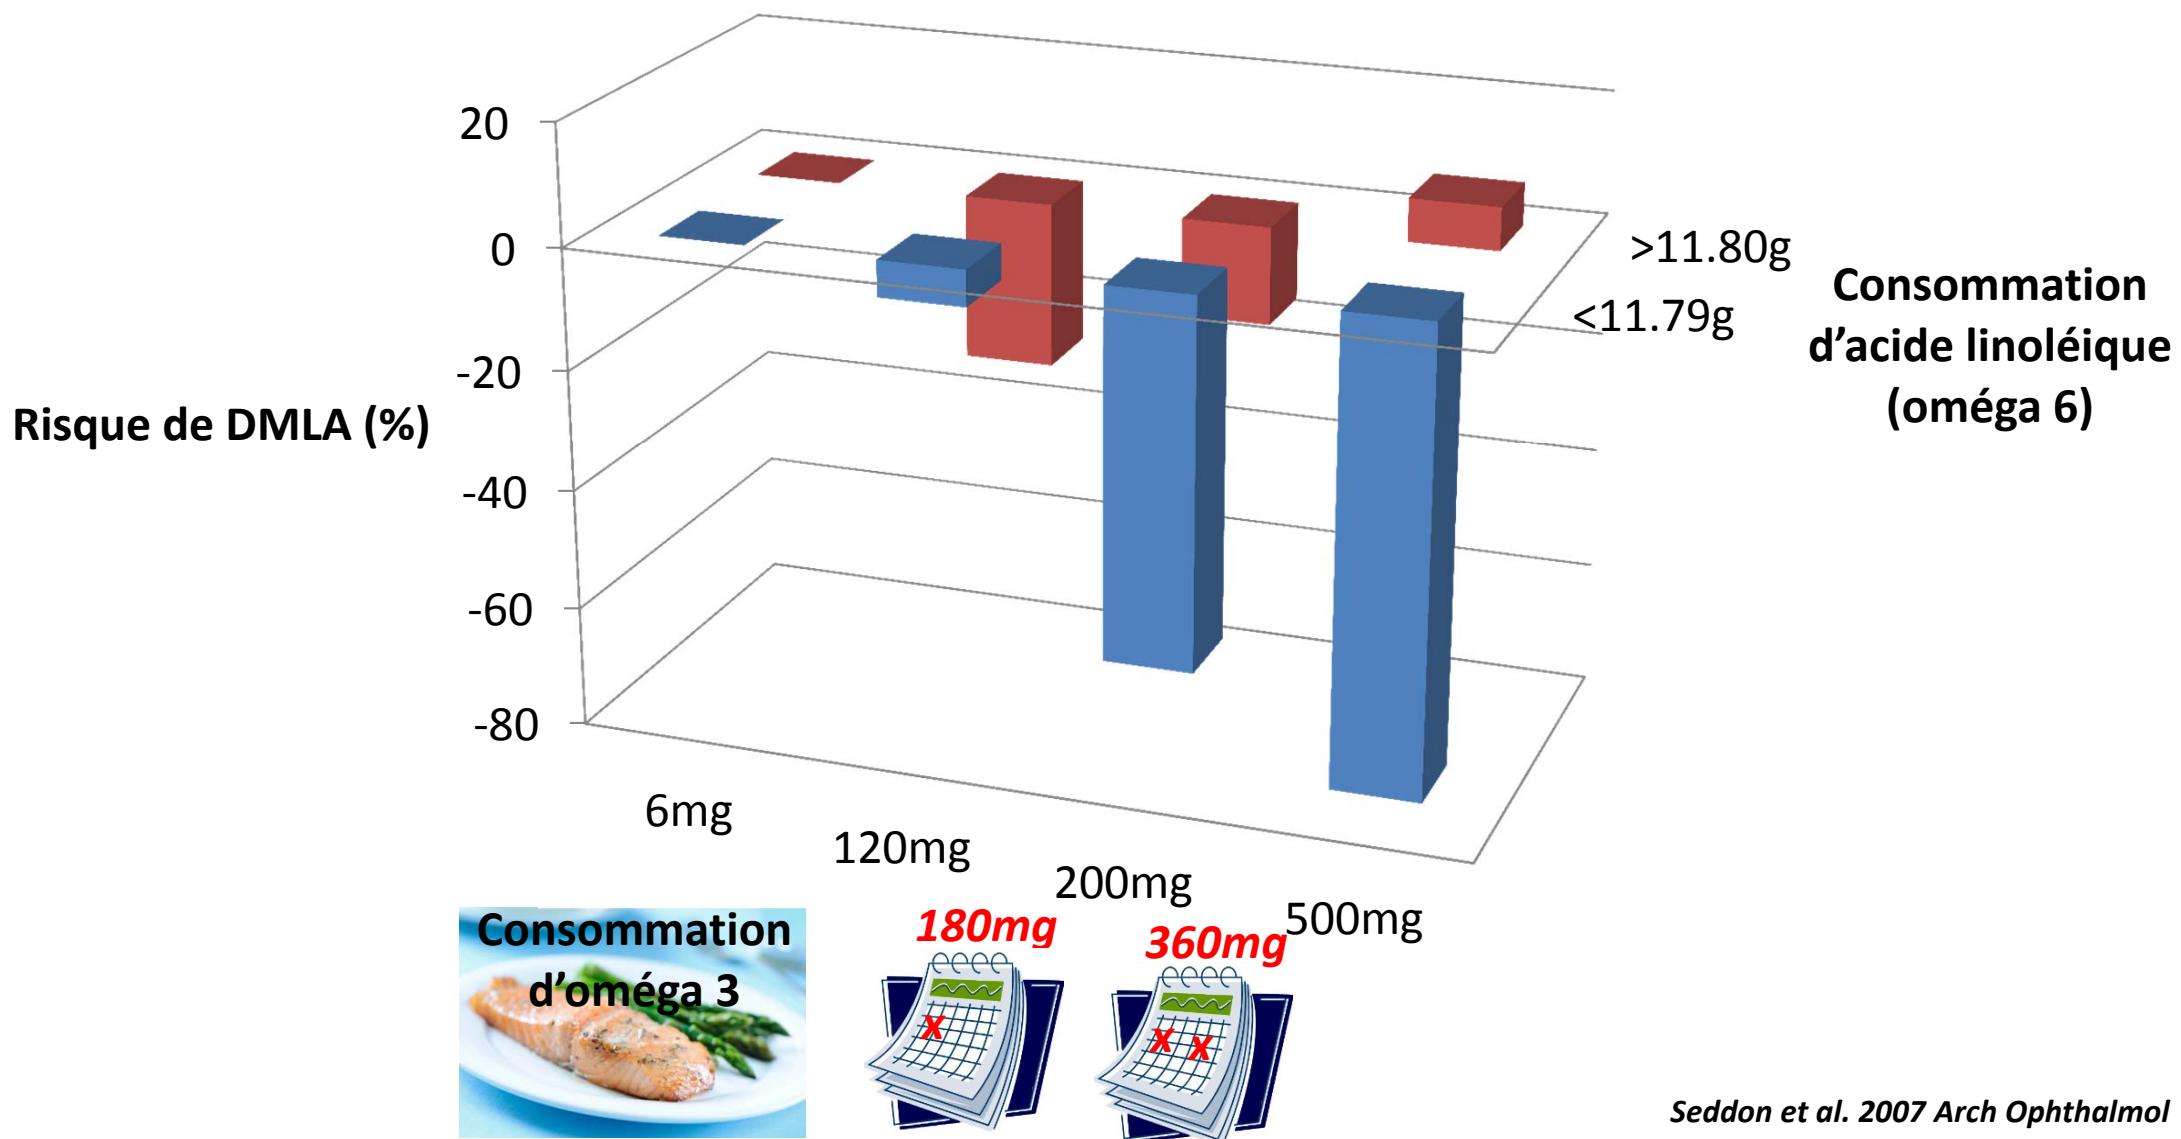 20
0
-20
-40
-60
-80
Risque de DMLA (%)
>11.80g
<11.79g
Consommation
d’acide linoléique
(oméga 6)
6mg
120mg
200mg
500mg
Consommation
d’oméga 3
180mg
360mg
X
X X
Seddon et al. 2007 Arch Ophthalmol